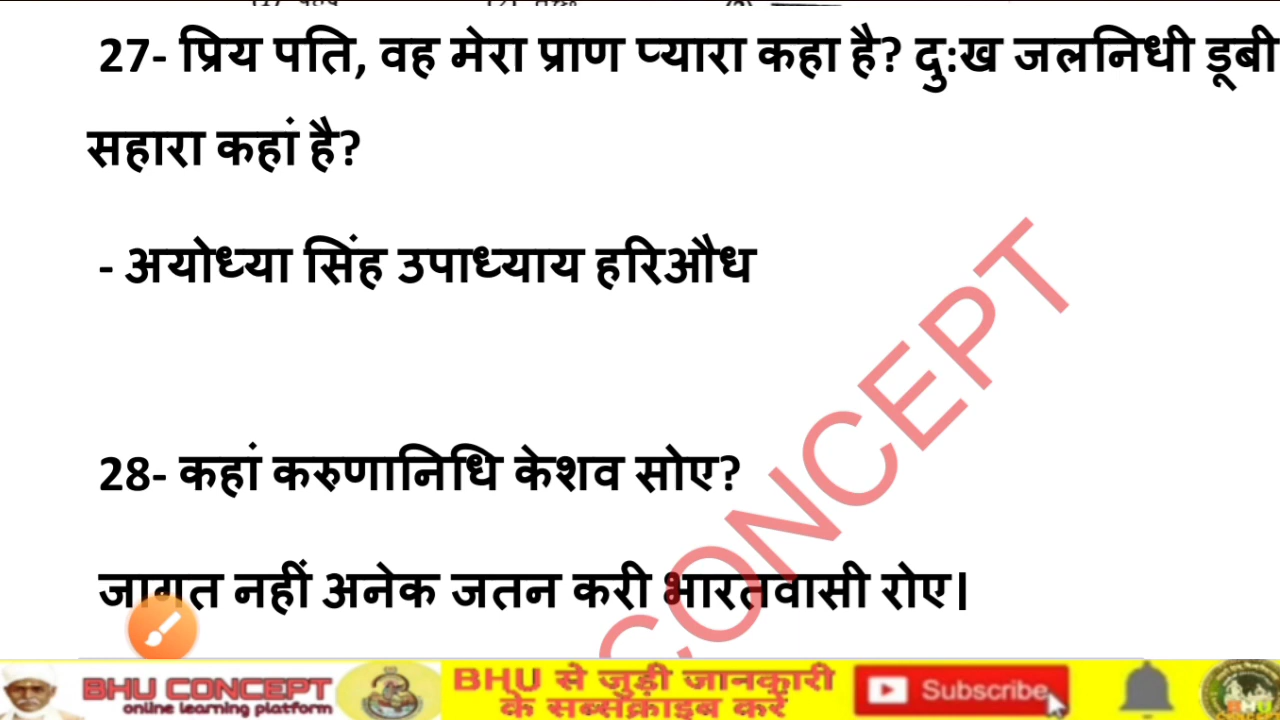 27- प्रिय पति, वह मेरा प्राण प्यारा कहा है? दु:ख जलनिधी डूबी
सहारा कहां है?
- अयोध्या सिंह उपाध्याय हरिऔध
28- कहां करुणानिधि केशव सोए?
जागत नहीं अनेक जतन करी भारतवासी रोए।
CONCEPT
BHU CONCEPT
online learning platform
BHU से जुड़ी जानकारी
के सब्सक्राइब करें
Subscribe